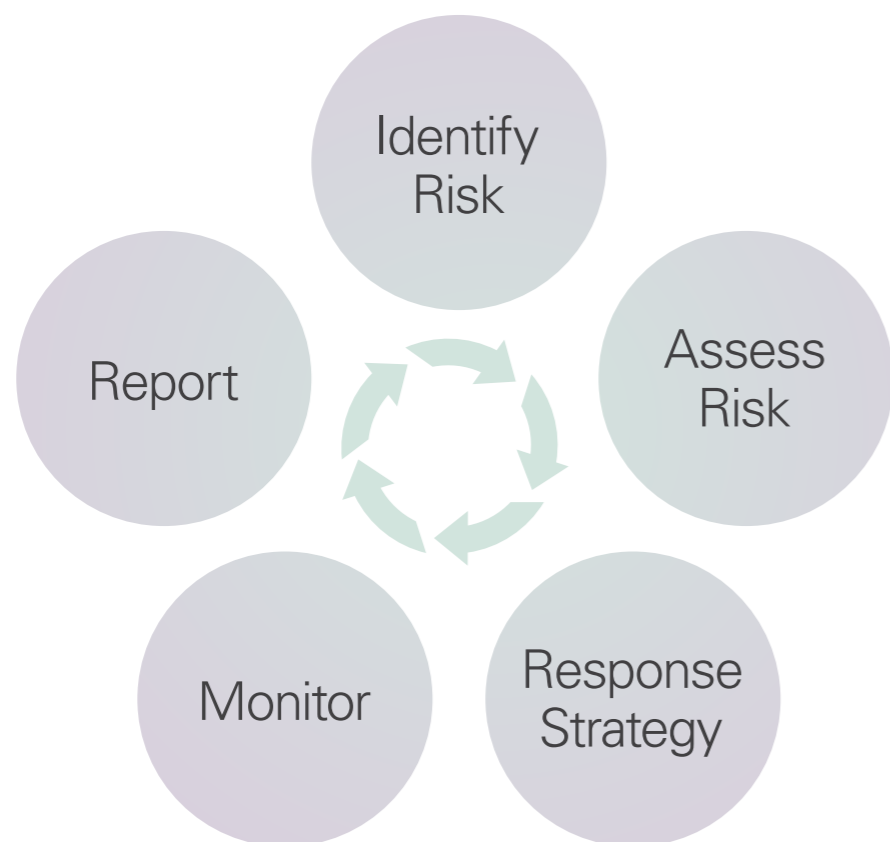 Identify
Risk
Assess
Risk
Response
Strategy
Monitor
Report